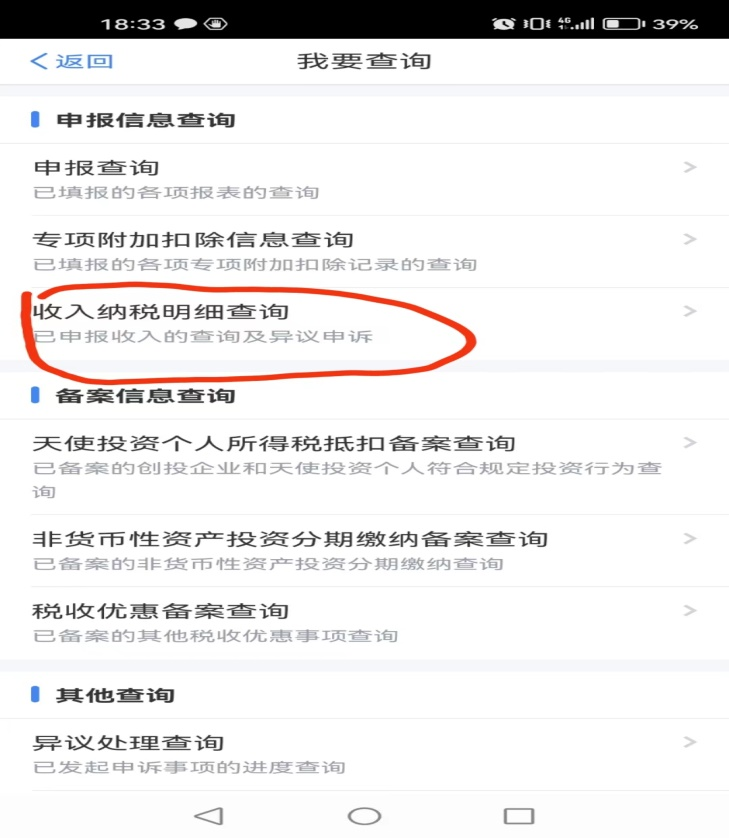 18:33
4G
39%
返回
我要查询
申报信息查询
申报查询
已填报的各项报表的查询
专项附加扣除信息查询
已填报的各项专项附加扣除记录的查询
收入纳税明细查询
已申报收入的查询及异议申诉
备案信息查询
天使投资个人所得税抵扣备案查询
已备案的创投企业和天使投资个人符合规定投资行为查
询
非货币性资产投资分期缴纳备案查询
已备案的非货币性资产投资分期缴纳查询
税收优惠备案查询
已备案的其他税收优惠事项查询
其他查询
异议处理查询
已发起申诉事项的进度查询